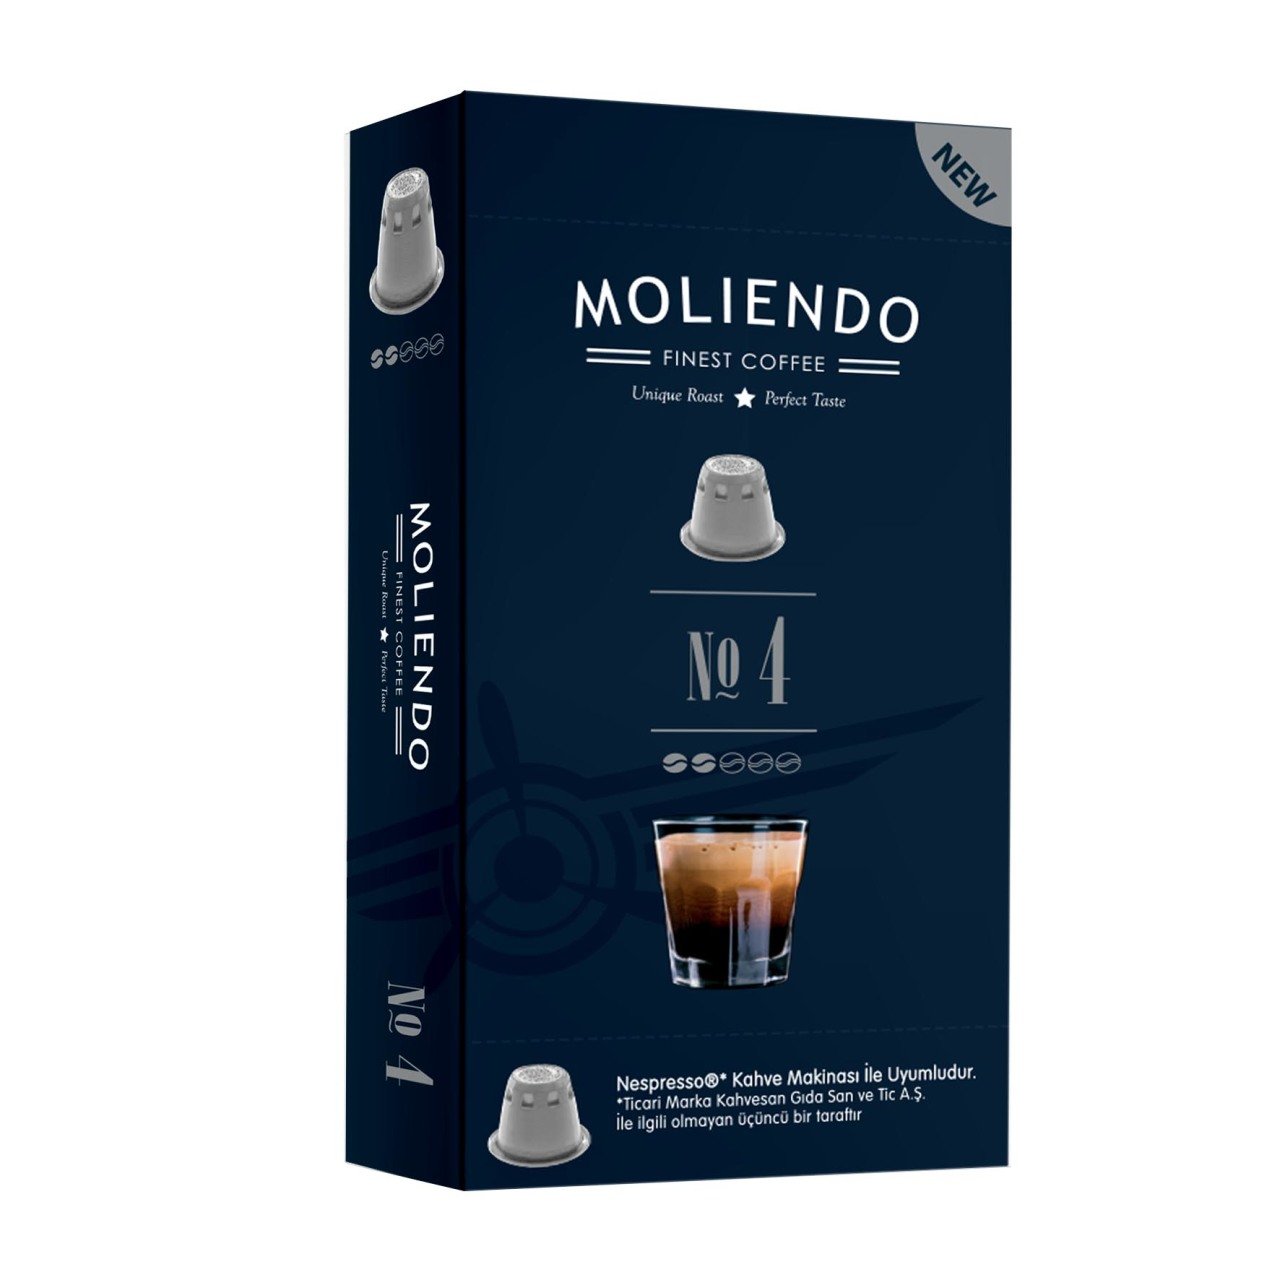 NEW
MOLIENDO
FINEST COFFEE
Unique Roast ★ Perfect Taste
№ 4
Nespresso®* Kahve Makinası İle Uyumludur.
*Ticari Marka Kahvesan Gıda San ve Tic A.Ş.
İle ilgili olmayan üçüncü bir taraftır
MOLIENDO
FINEST COFFEE
Unique Roast ★ Perfect Taste
№ 4